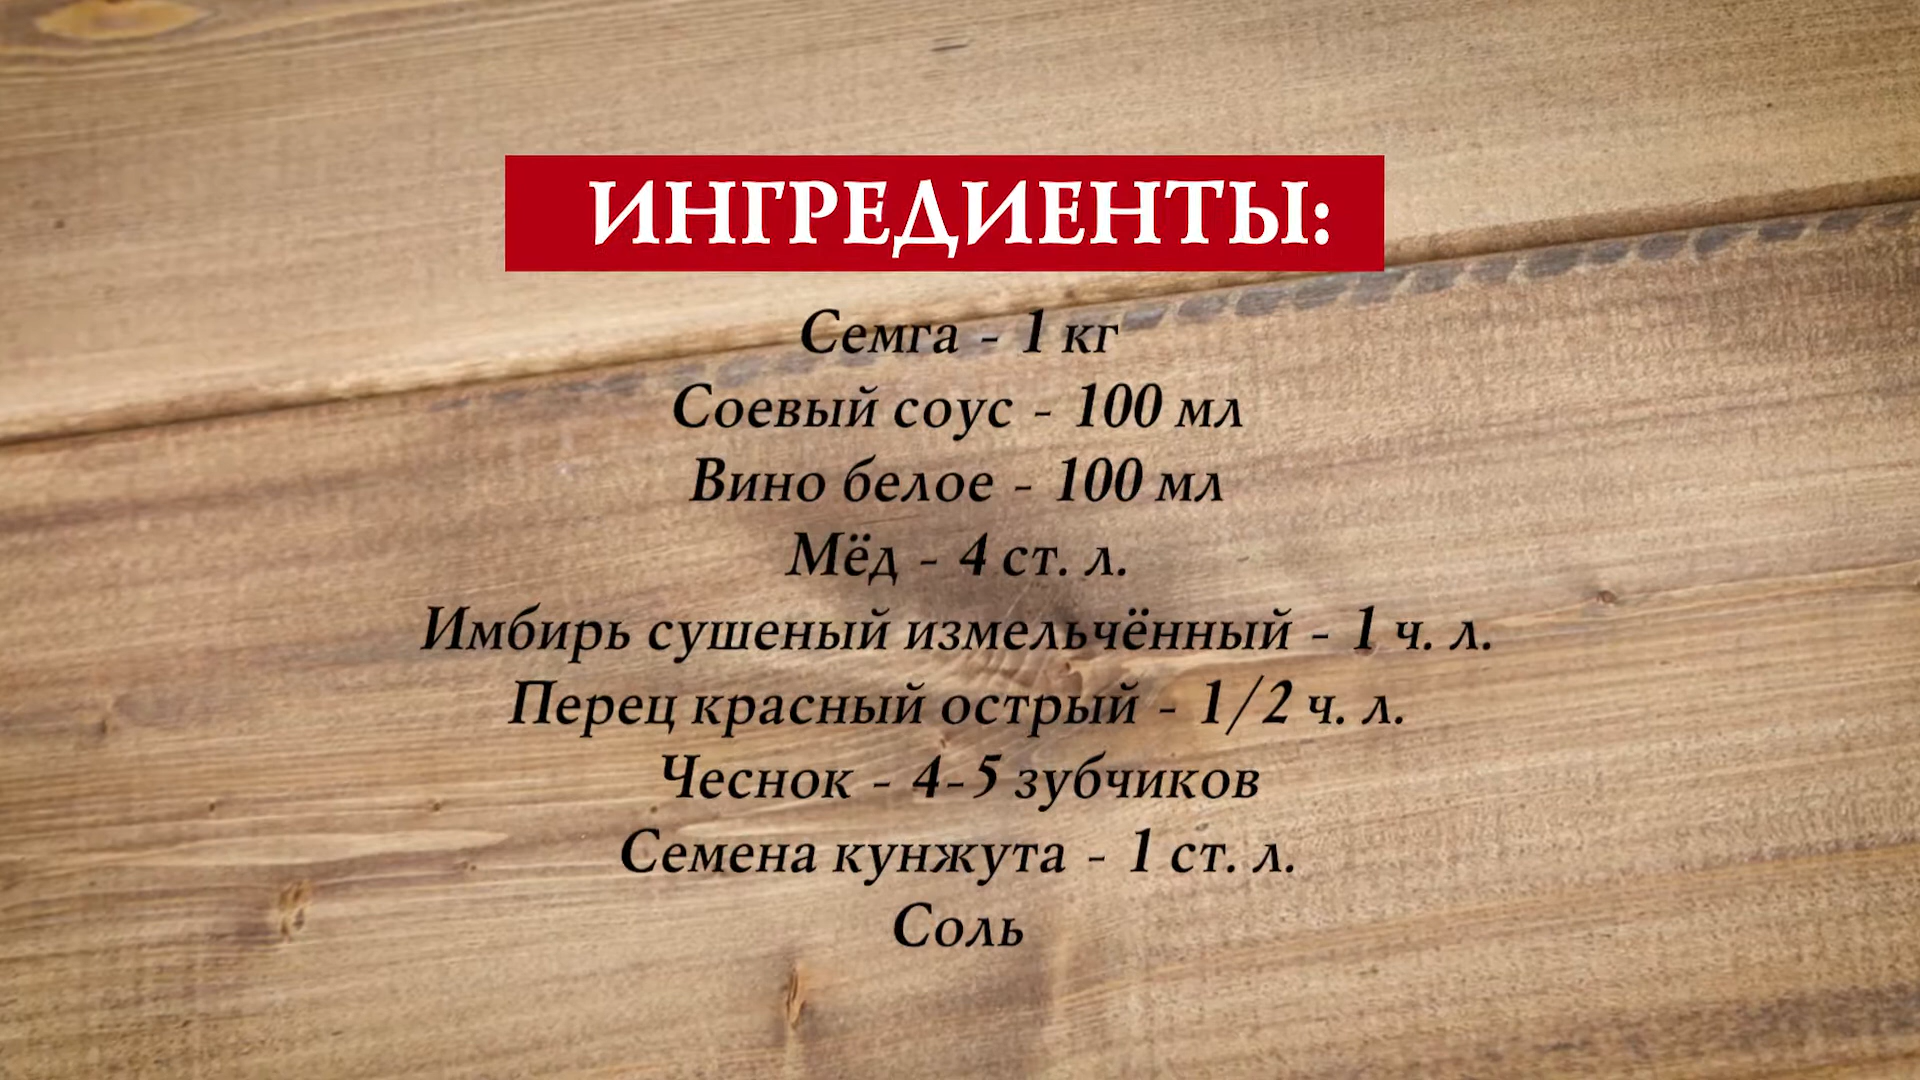 ИНГРЕДИЕНТЫ:
Семга - 1 кг
Соевый соус - 100 мл
Вино белое - 100 мл
Мёд - 4 ст. л.
Имбирь сушеный измельчённый - 1 ч. л.
Перец красный острый - 1/2 ч. л.
Чеснок - 4-5 зубчиков
Семена кунжута - 1 ст. л.
Соль